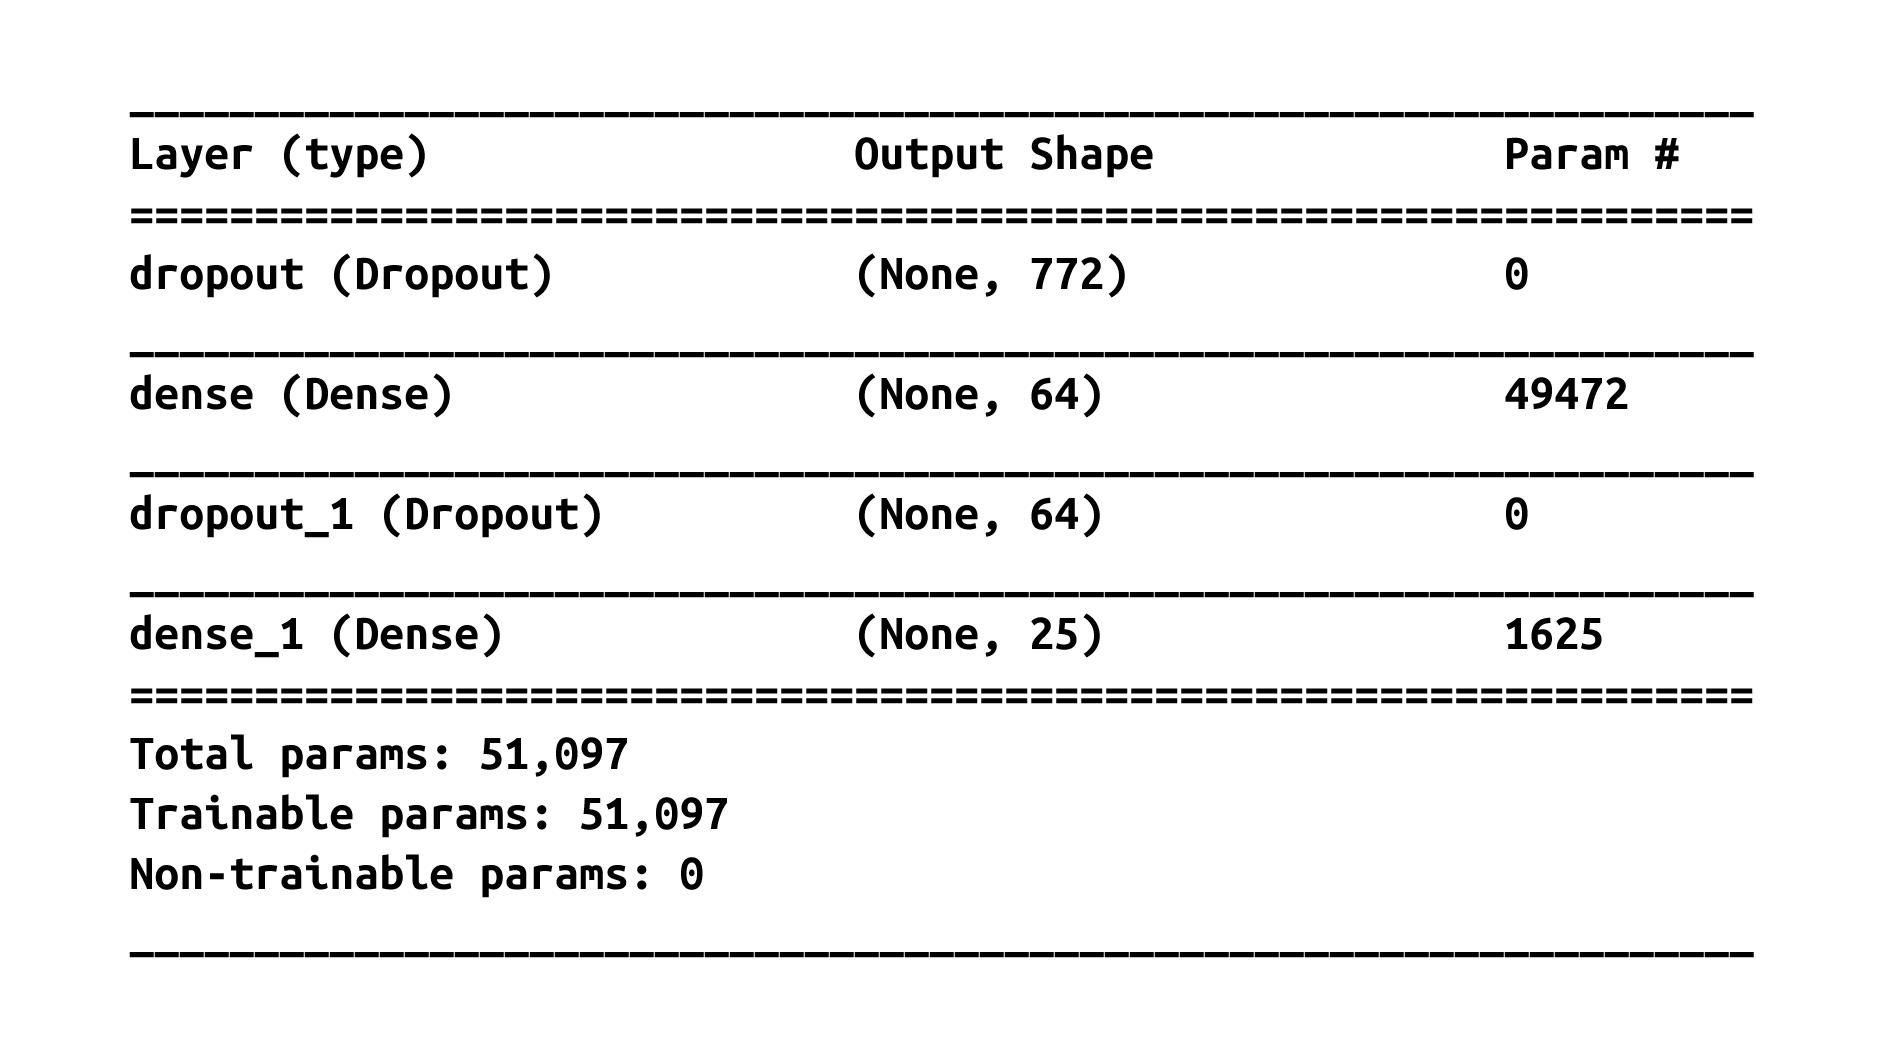 _________________________________________________________________
Layer (type)                 Output Shape              Param #
=================================================================
dropout (Dropout)            (None, 772)               0
_________________________________________________________________
dense (Dense)                (None, 64)                49472
_________________________________________________________________
dropout_1 (Dropout)          (None, 64)                0
_________________________________________________________________
dense_1 (Dense)              (None, 25)                1625
=================================================================
Total params: 51,097
Trainable params: 51,097
Non-trainable params: 0
_________________________________________________________________